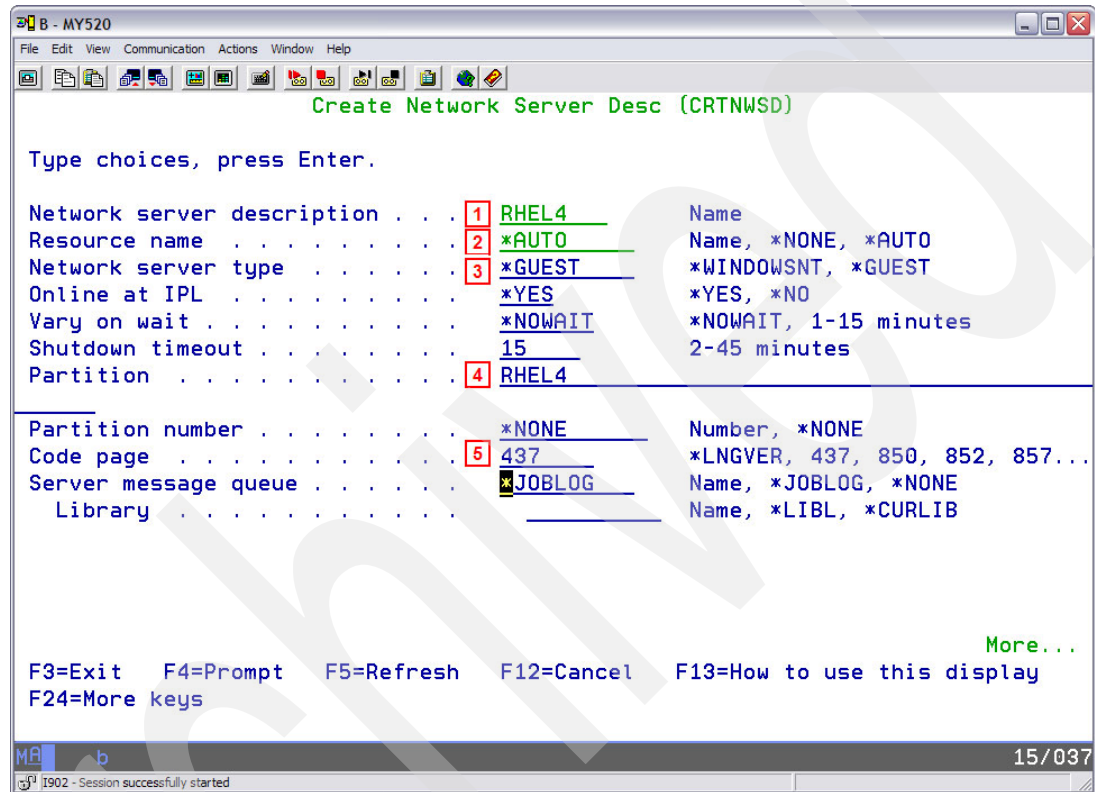 B - MY520
File Edit View Communication Actions Window Help
Create Network Server Desc (CRTNWSD)
Type choices, press Enter.
Network server description . . . 1 RHEL4 Name
Resource name . . . . . . . . . 2 *AUTO Name, *NONE, *AUTO
Network server type . . . . . . 3 *GUEST *WINDOWSNT, *GUEST
Online at IPL . . . . . . . . . *YES *YES, *NO
Vary on wait . . . . . . . . . . *NOWAIT *NOWAIT, 1-15 minutes
Shutdown timeout . . . . . . . . 15 2-45 minutes
Partition . . . . . . . . . . . 4 RHEL4
Partition number . . . . . . . . *NONE Number, *NONE
Code page . . . . . . . . . . . 5 437 *LNGVER, 437, 850, 852, 857...
Server message queue . . . . . . *JOBLOG Name, *JOBLOG, *NONE
Library . . . . . . . . . . . Name, *LIBL, *CURLIB
More...
F3=Exit F4=Prompt F5=Refresh F12=Cancel F13=How to use this display
F24=More keys
MA b 15/037
I902 - Session successfully started